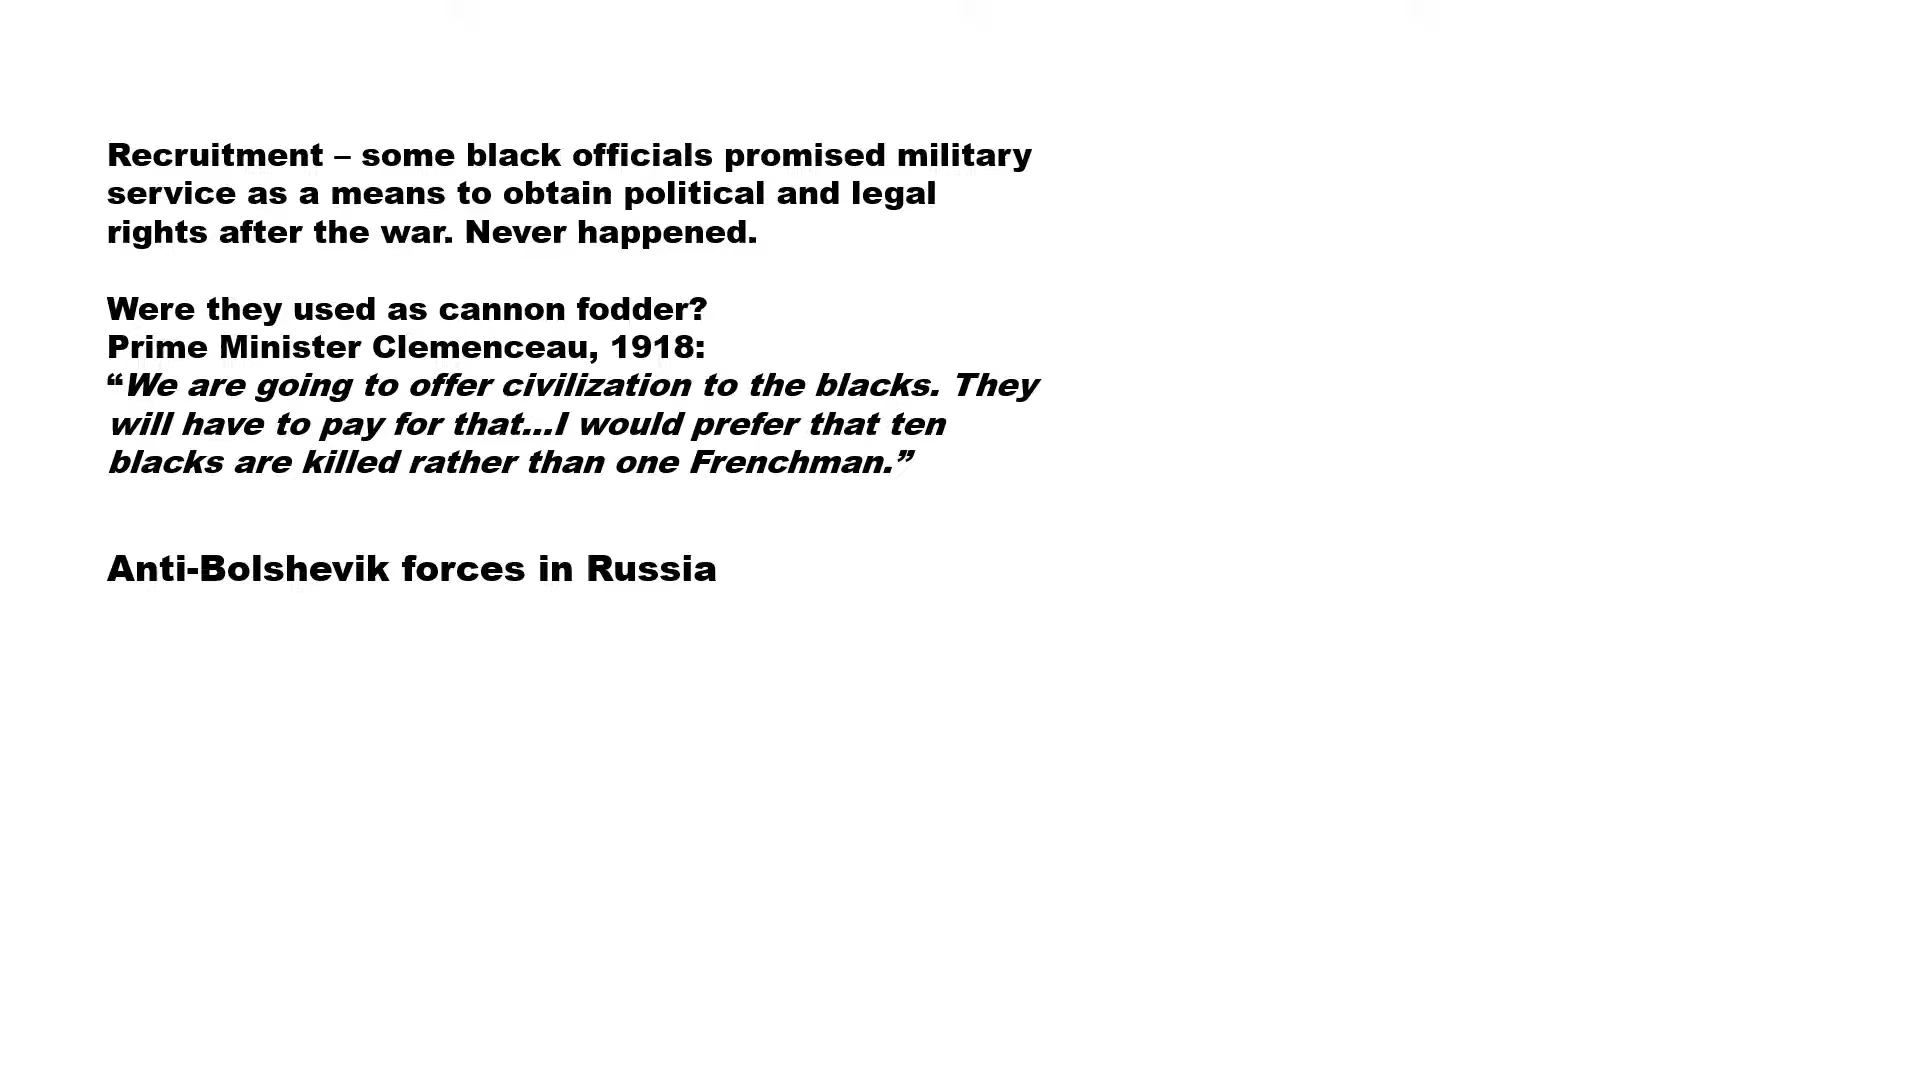 Recruitment – some black officials promised military
service as a means to obtain political and legal
rights after the war. Never happened.
Were they used as cannon fodder?
Prime Minister Clemenceau, 1918:
“We are going to offer civilization to the blacks. They
will have to pay for that...I would prefer that ten
blacks are killed rather than one Frenchman.”
Anti-Bolshevik forces in Russia